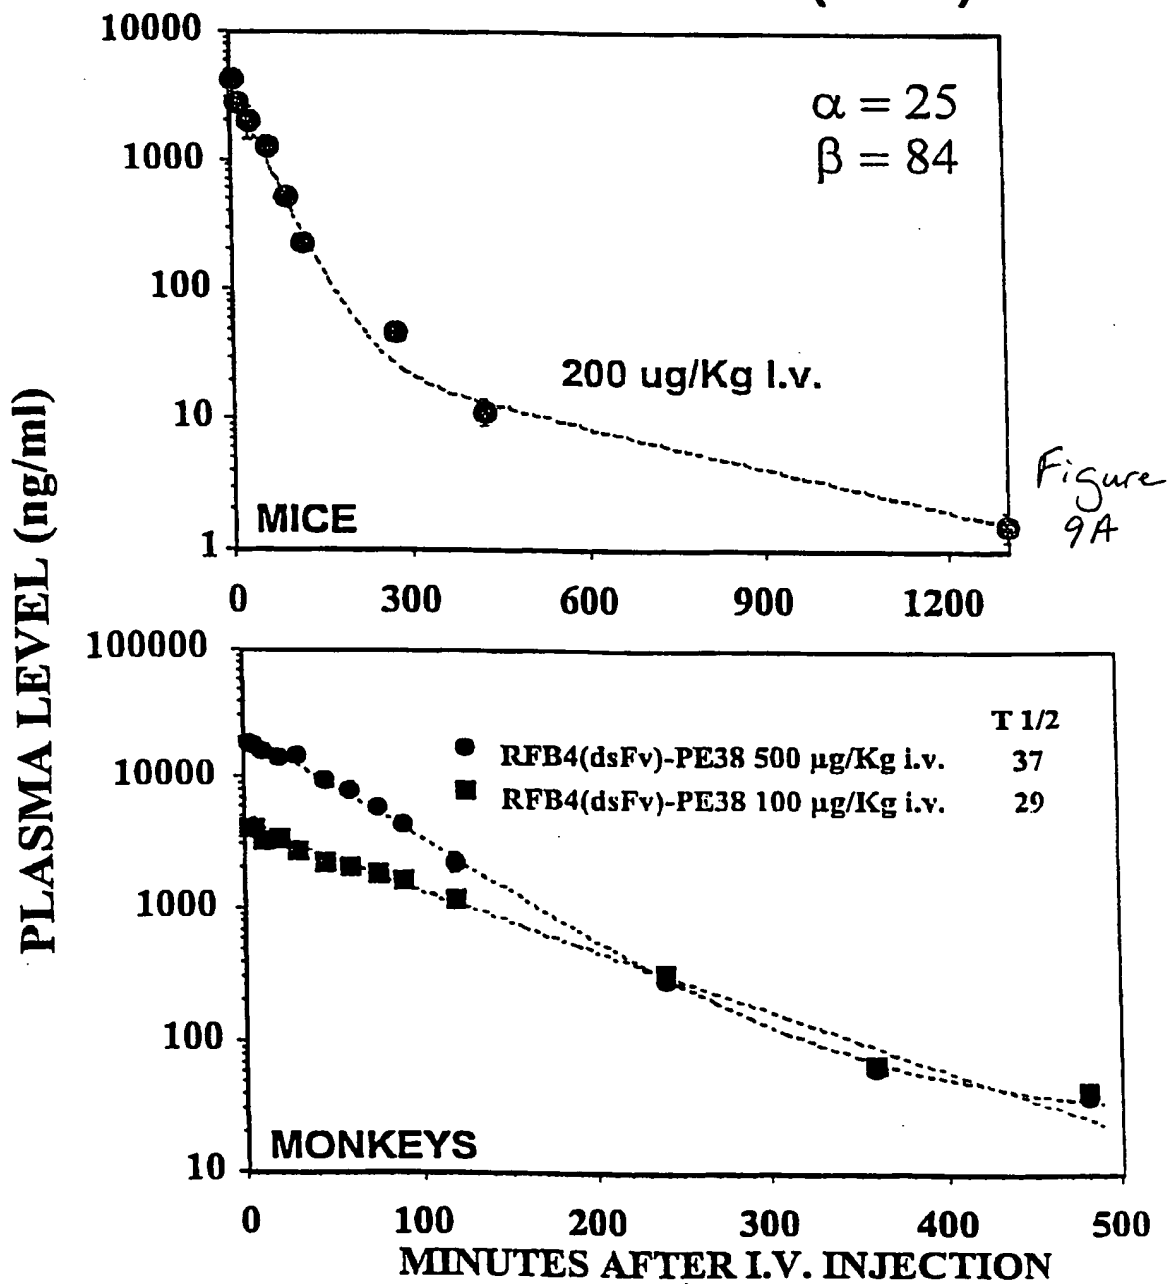 10000
1000
100
10
1
α = 25
β = 84
200 ug/Kg I.v.
MICE
0 300 600 900 1200
Figure
9A
PLASMA LEVEL (ng/ml)
100000
10000
1000
100
10
T 1/2
RFB4(dsFv)-PE38 500 µg/Kg i.v. 37
RFB4(dsFv)-PE38 100 µg/Kg i.v. 29
MONKEYS
0 100 200 300 400 500
MINUTES AFTER I.V. INJECTION